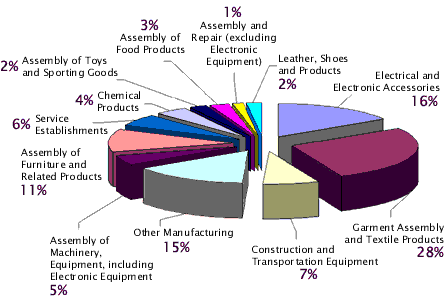 1%
Assembly and
Repair (excluding
Electronic
Equipment)
3%
Assembly of
Food Products
Leather, Shoes
and Products
2%
2% Assembly of Toys
and Sporting Goods
Electrical and
Electronic Accessories
16%
4% Chemical
Products
6% Service
Establishments
Assembly of
Furniture and
Related Products
11%
Garment Assembly
and Textile Products
28%
Other Manufacturing
15%
Construction and
Transportation Equipment
7%
Assembly of
Machinery,
Equipment, including
Electronic Equipment
5%